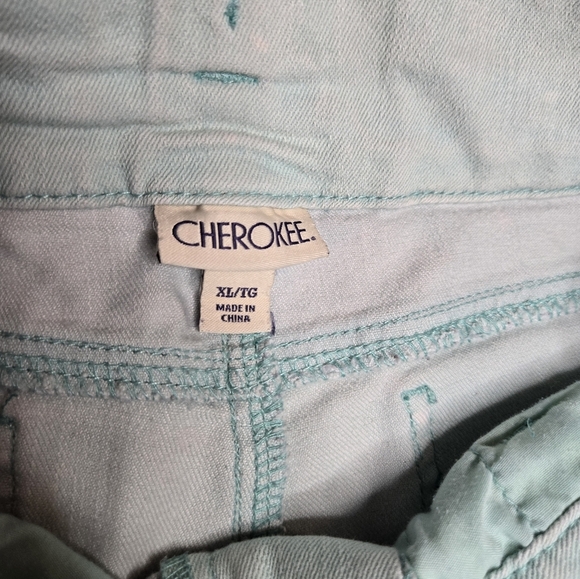 CHEROKEE.
XL/TG
MADE IN
CHINA